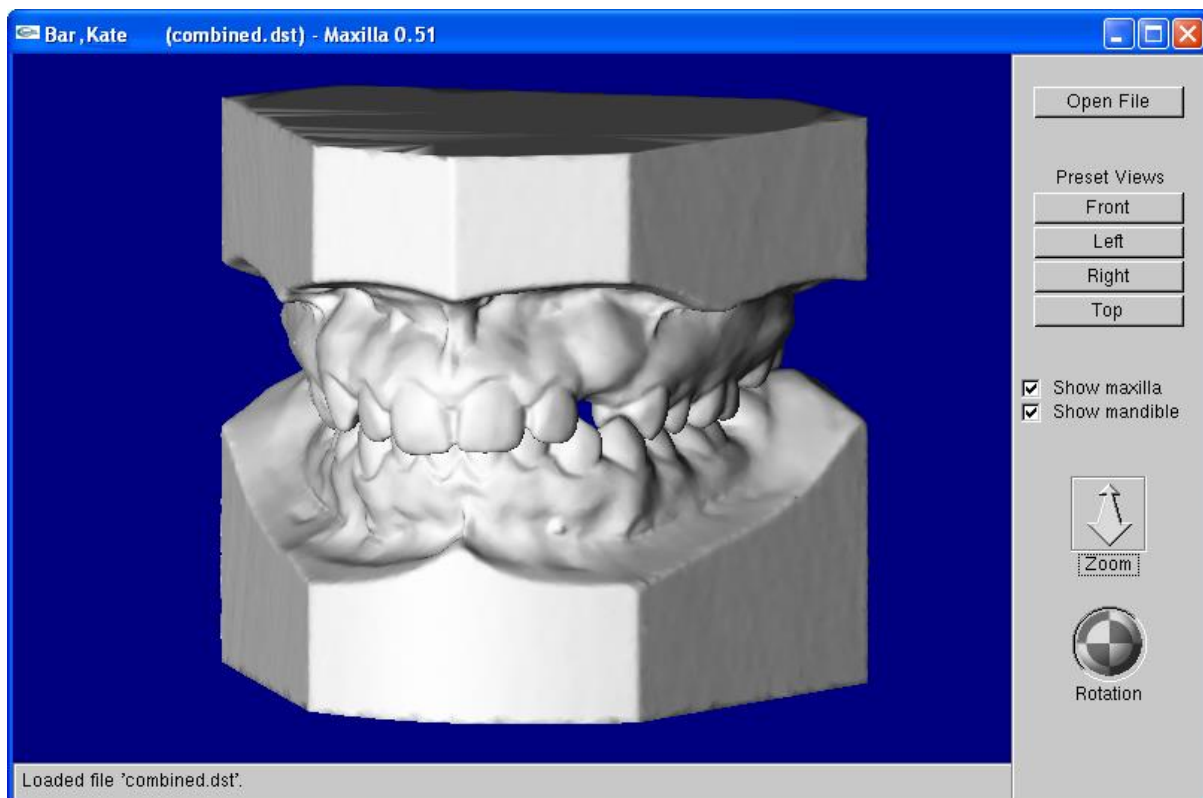 Bar,Kate (combined.dst) - Maxilla 0.51
Open File
Preset Views
Front
Left
Right
Top
Show maxilla
Show mandible
Zoom
Rotation
Loaded file 'combined.dst'.